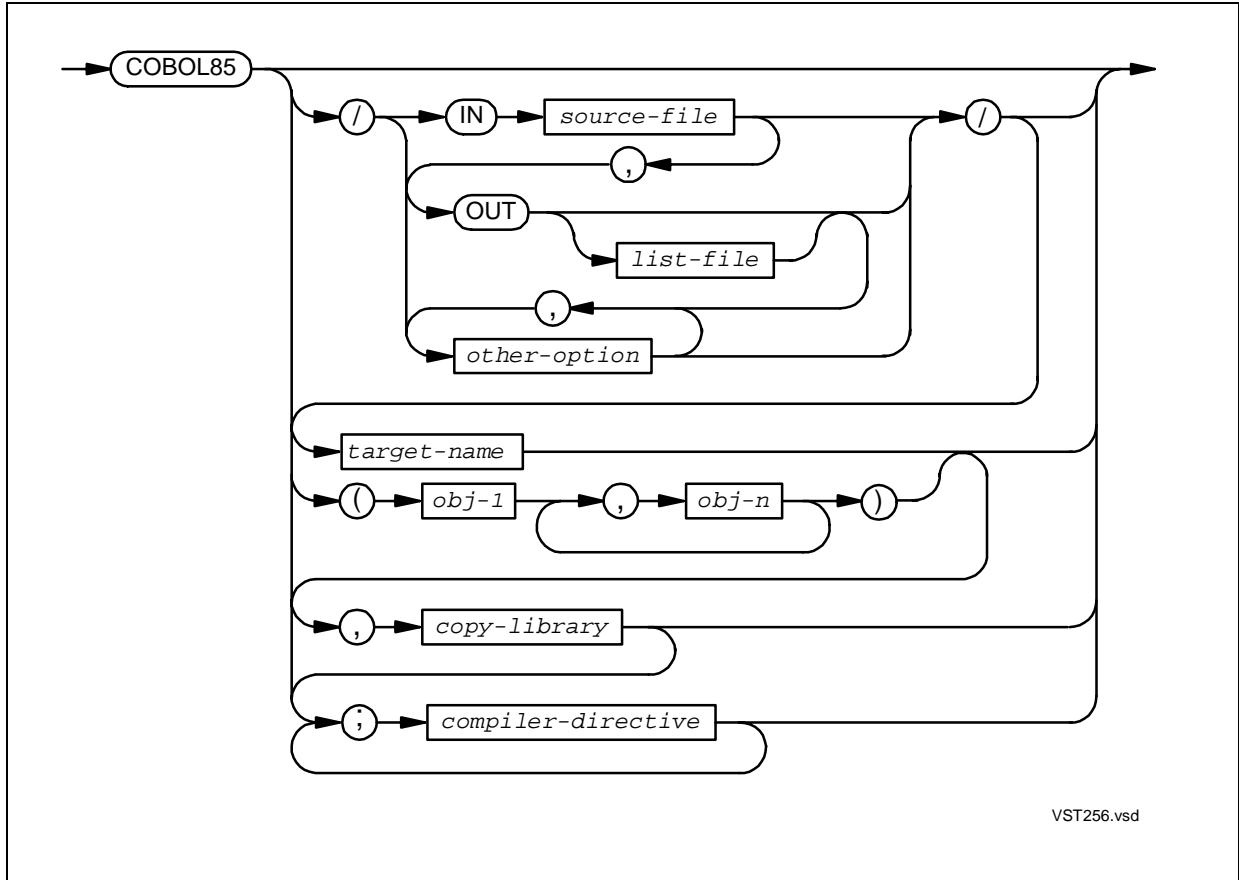 COBOL85
/ IN source-file /
,
OUT
list-file
,
other-option
target-name
( obj-1 , obj-n )
, copy-library
; compiler-directive
VST256.vsd